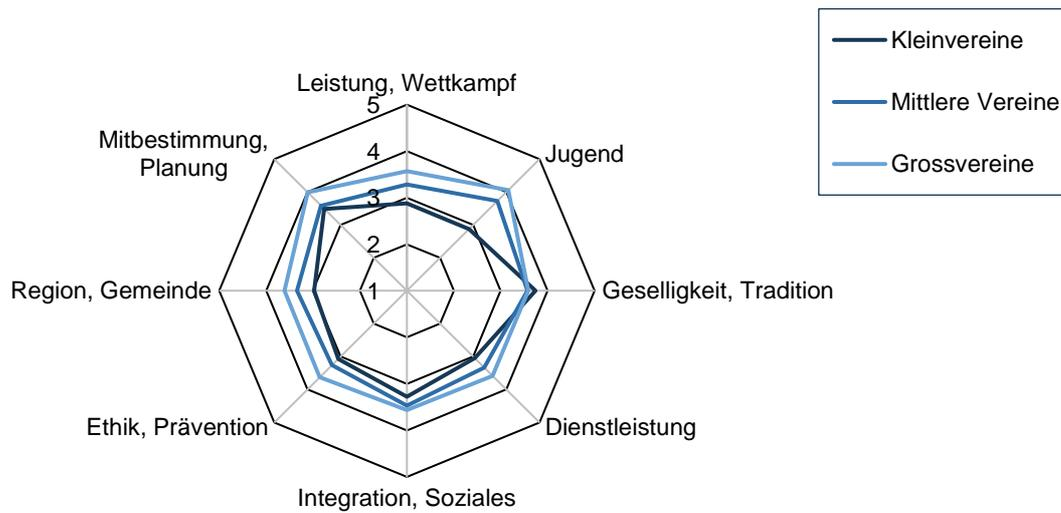 Kleinvereine
Mittlere Vereine
Grossvereine
Leistung, Wettkampf
5
Mitbestimmung,
Planung
Jugend
4
3
2
Region, Gemeinde
1
Geselligkeit, Tradition
Ethik, Prävention
Dienstleistung
Integration, Soziales